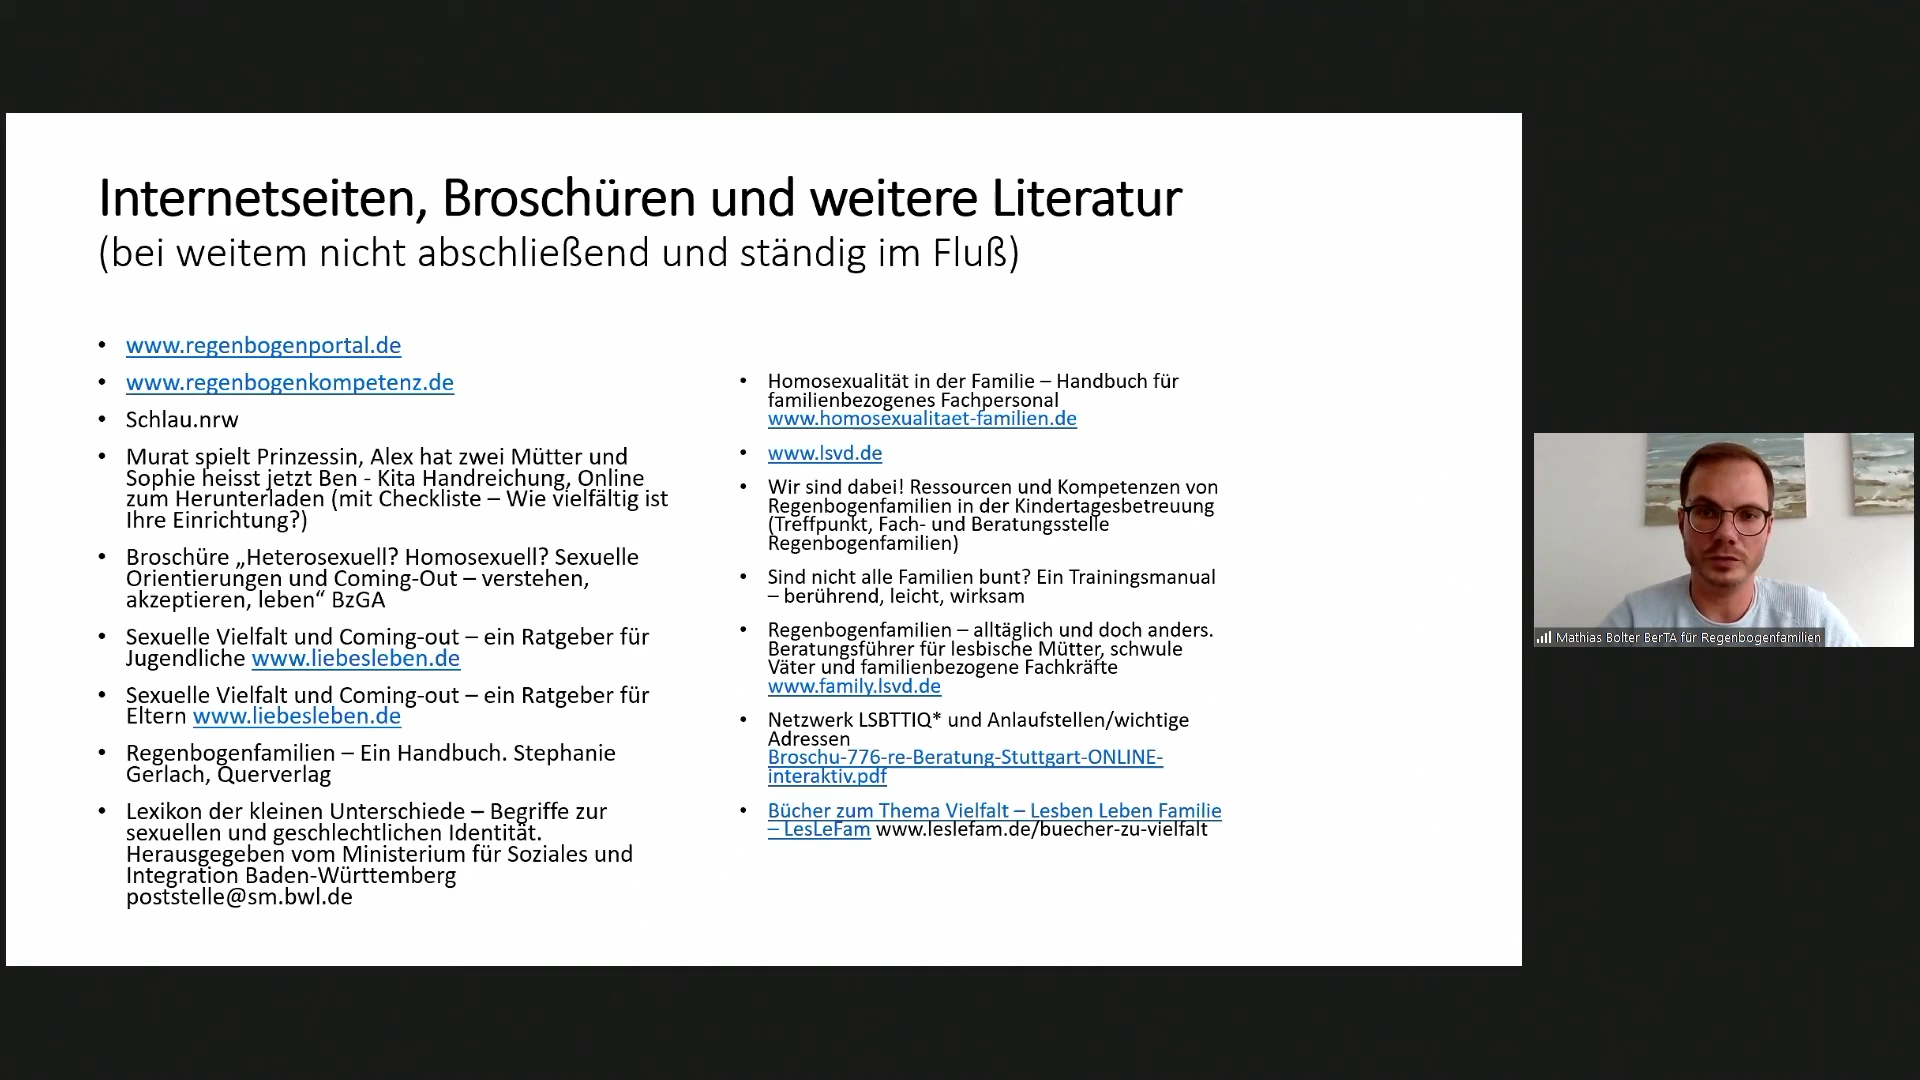 Internetseiten, Broschüren und weitere Literatur
(bei weitem nicht abschließend und ständig im Fluß)
• www.regenbogenportal.de
• www.regenbogenkompetenz.de
• Schlau.nrw
• Murat spielt Prinzessin, Alex hat zwei Mütter und
Sophie heisst jetzt Ben - Kita Handreichung, Online
zum Herunterladen (mit Checkliste – Wie vielfältig ist
Ihre Einrichtung?)
• Broschüre „Heterosexuell? Homosexuell? Sexuelle
Orientierungen und Coming-Out – verstehen,
akzeptieren, leben“ BzGA
• Sexuelle Vielfalt und Coming-out – ein Ratgeber für
Jugendliche www.liebesleben.de
• Sexuelle Vielfalt und Coming-out – ein Ratgeber für
Eltern www.liebesleben.de
• Regenbogenfamilien – Ein Handbuch. Stephanie
Gerlach, Querverlag
• Lexikon der kleinen Unterschiede – Begriffe zur
sexuellen und geschlechtlichen Identität.
Herausgegeben vom Ministerium für Soziales und
Integration Baden-Württemberg
poststelle@sm.bwl.de
• Homosexualität in der Familie – Handbuch für
familienbezogenes Fachpersonal
www.homosexualitaet-familien.de
• www.lsvd.de
• Wir sind dabei! Ressourcen und Kompetenzen von
Regenbogenfamilien in der Kindertagesbetreuung
(Treffpunkt, Fach- und Beratungsstelle
Regenbogenfamilien)
• Sind nicht alle Familien bunt? Ein Trainingsmanual
– berührend, leicht, wirksam
• Regenbogenfamilien – alltäglich und doch anders.
Beratungsführer für lesbische Mütter, schwule
Väter und familienbezogene Fachkräfte
www.family.lsvd.de
• Netzwerk LSBTTIQ* und Anlaufstellen/wichtige
Adressen
Broschu-776-re-Beratung-Stuttgart-ONLINE-
interaktiv.pdf
• Bücher zum Thema Vielfalt – Lesben Leben Familie
– LesLeFam www.leslefam.de/buecher-zu-vielfalt
Mathias Bolter BerTA für Regenbogenfamilien